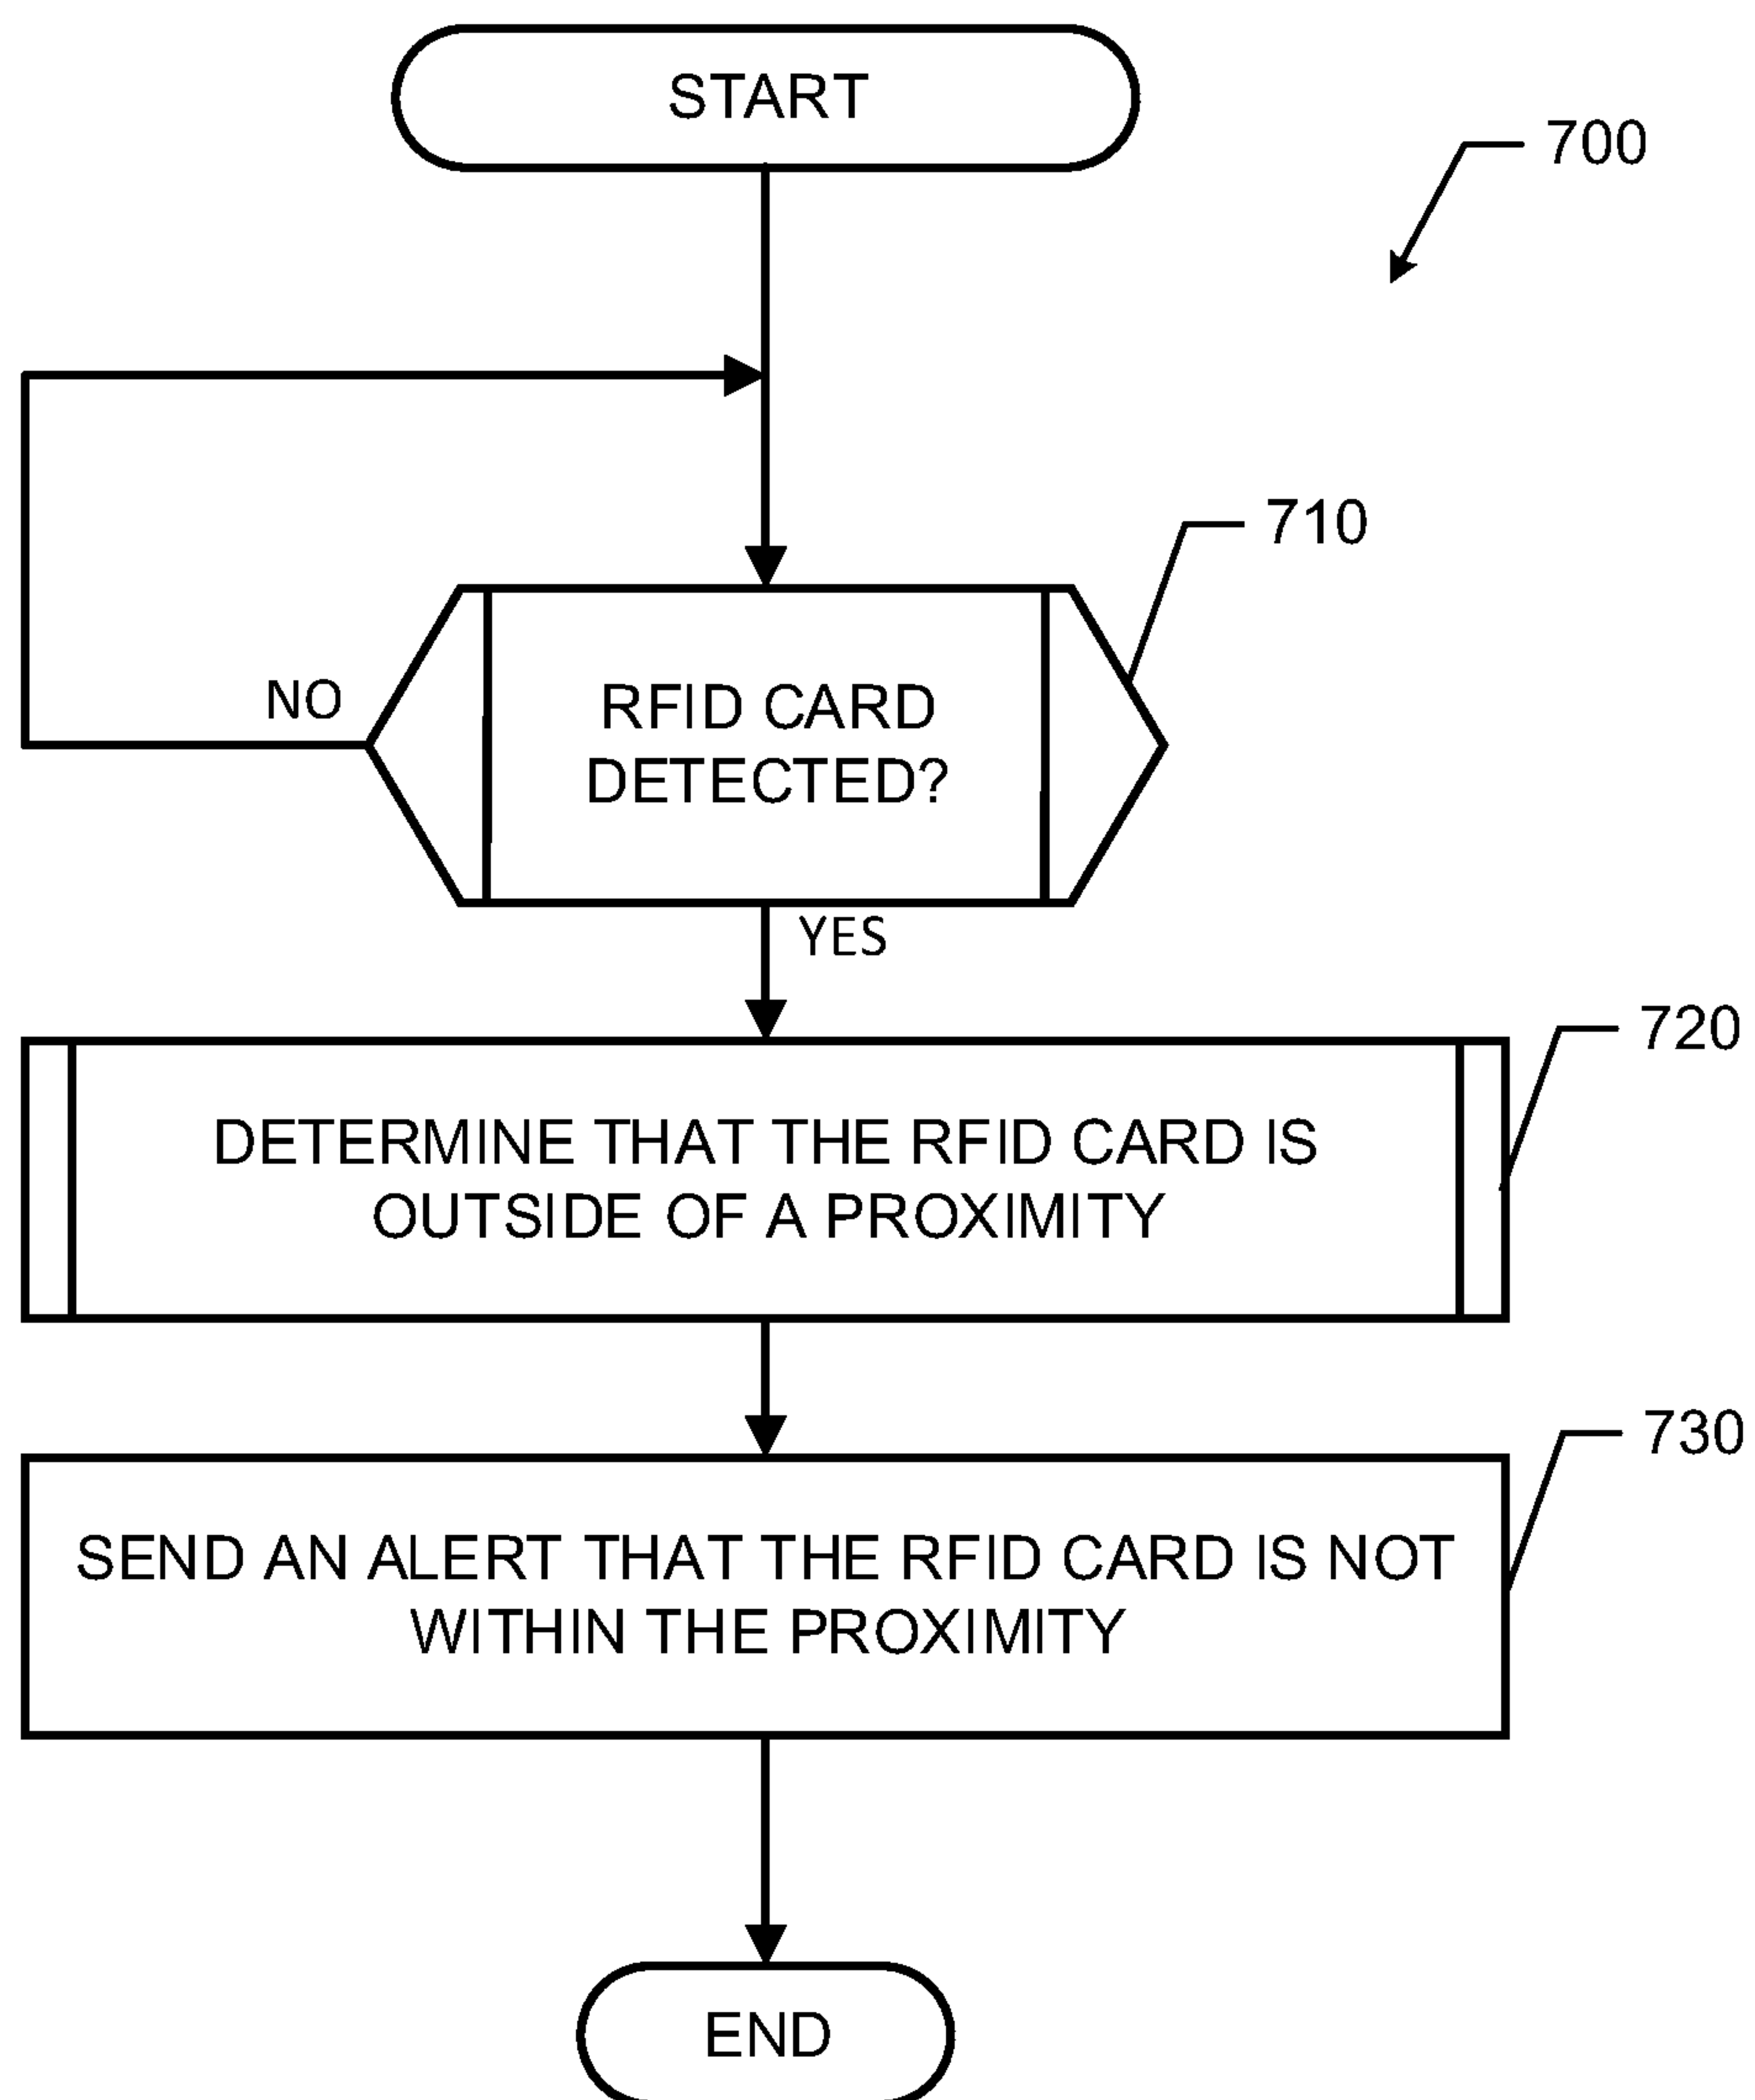 START
700
710
RFID CARD
DETECTED?
NO
YES
720
DETERMINE THAT THE RFID CARD IS
OUTSIDE OF A PROXIMITY
730
SEND AN ALERT THAT THE RFID CARD IS NOT
WITHIN THE PROXIMITY
END